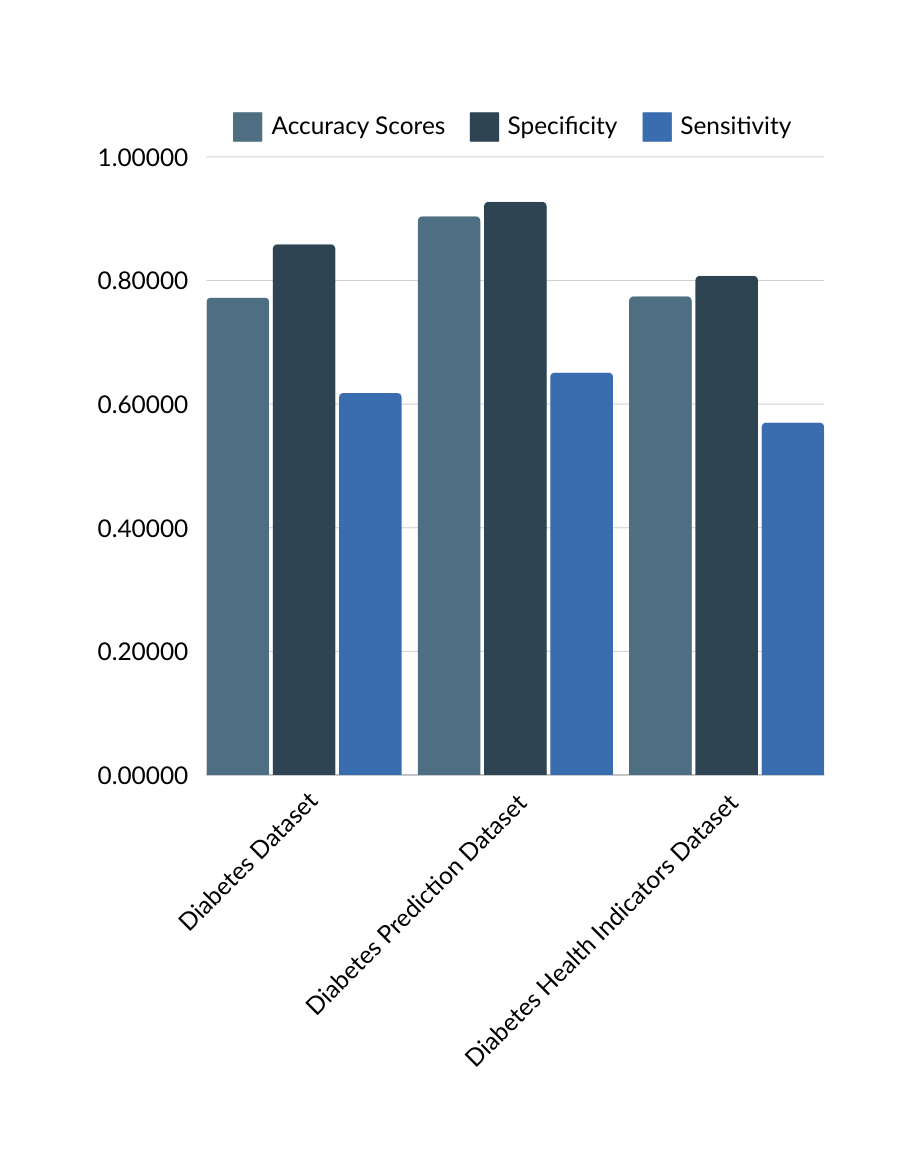 Accuracy Scores Specificity Sensitivity
1.00000
0.80000
0.60000
0.40000
0.20000
0.00000
Diabetes Dataset
Diabetes Prediction Dataset
Diabetes Health Indicators Dataset